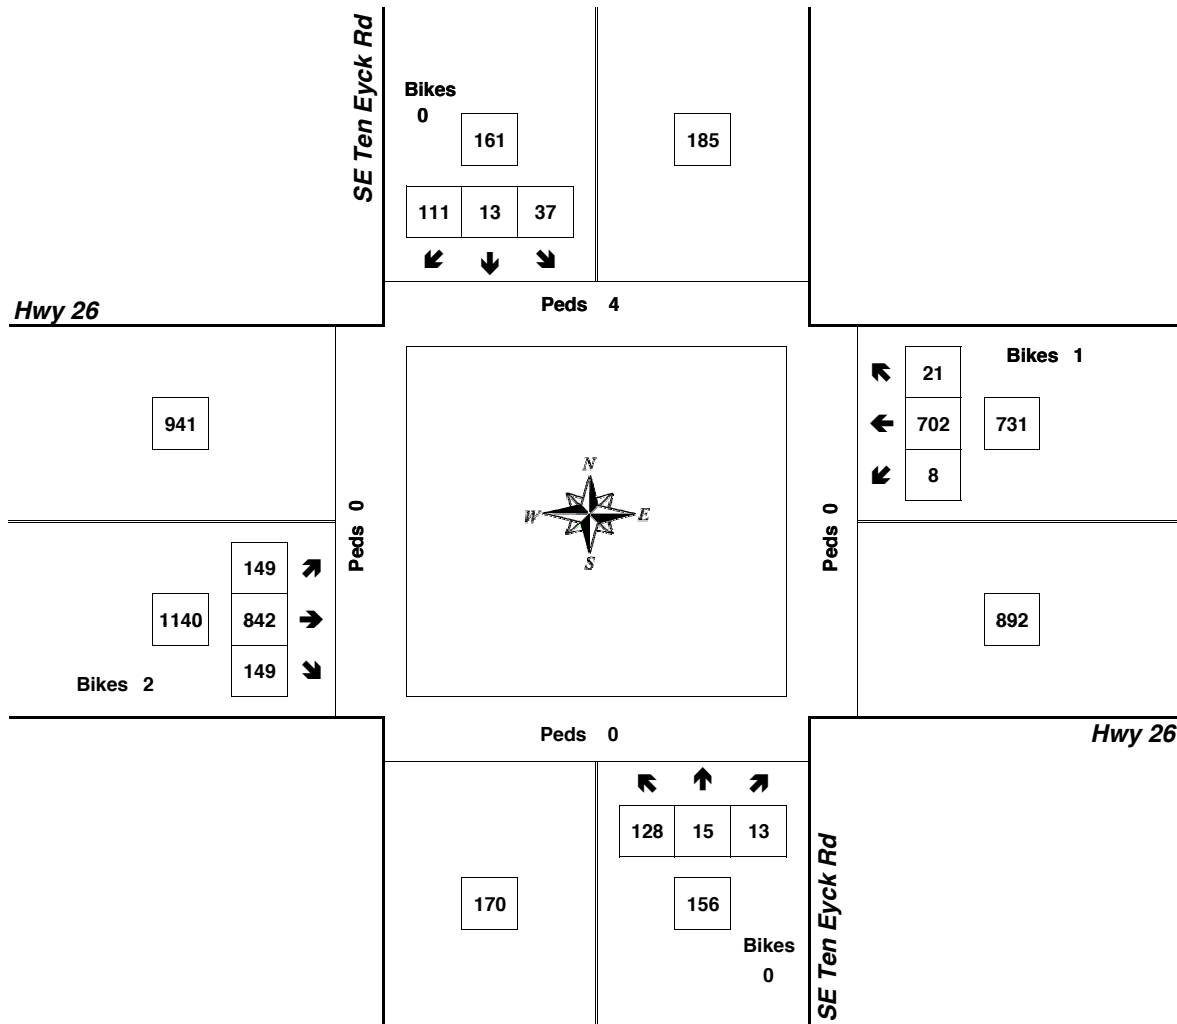 SE Ten Eyck Rd
Bikes
0
161
185
111 13 37
Hwy 26
Peds 4
941
21
Bikes 1
702
731
8
N
W E
S
Peds 0
Peds 0
149
1140
842
892
149
Bikes 2
Peds 0
Hwy 26
128 15 13
170
156
Bikes
0
SE Ten Eyck Rd